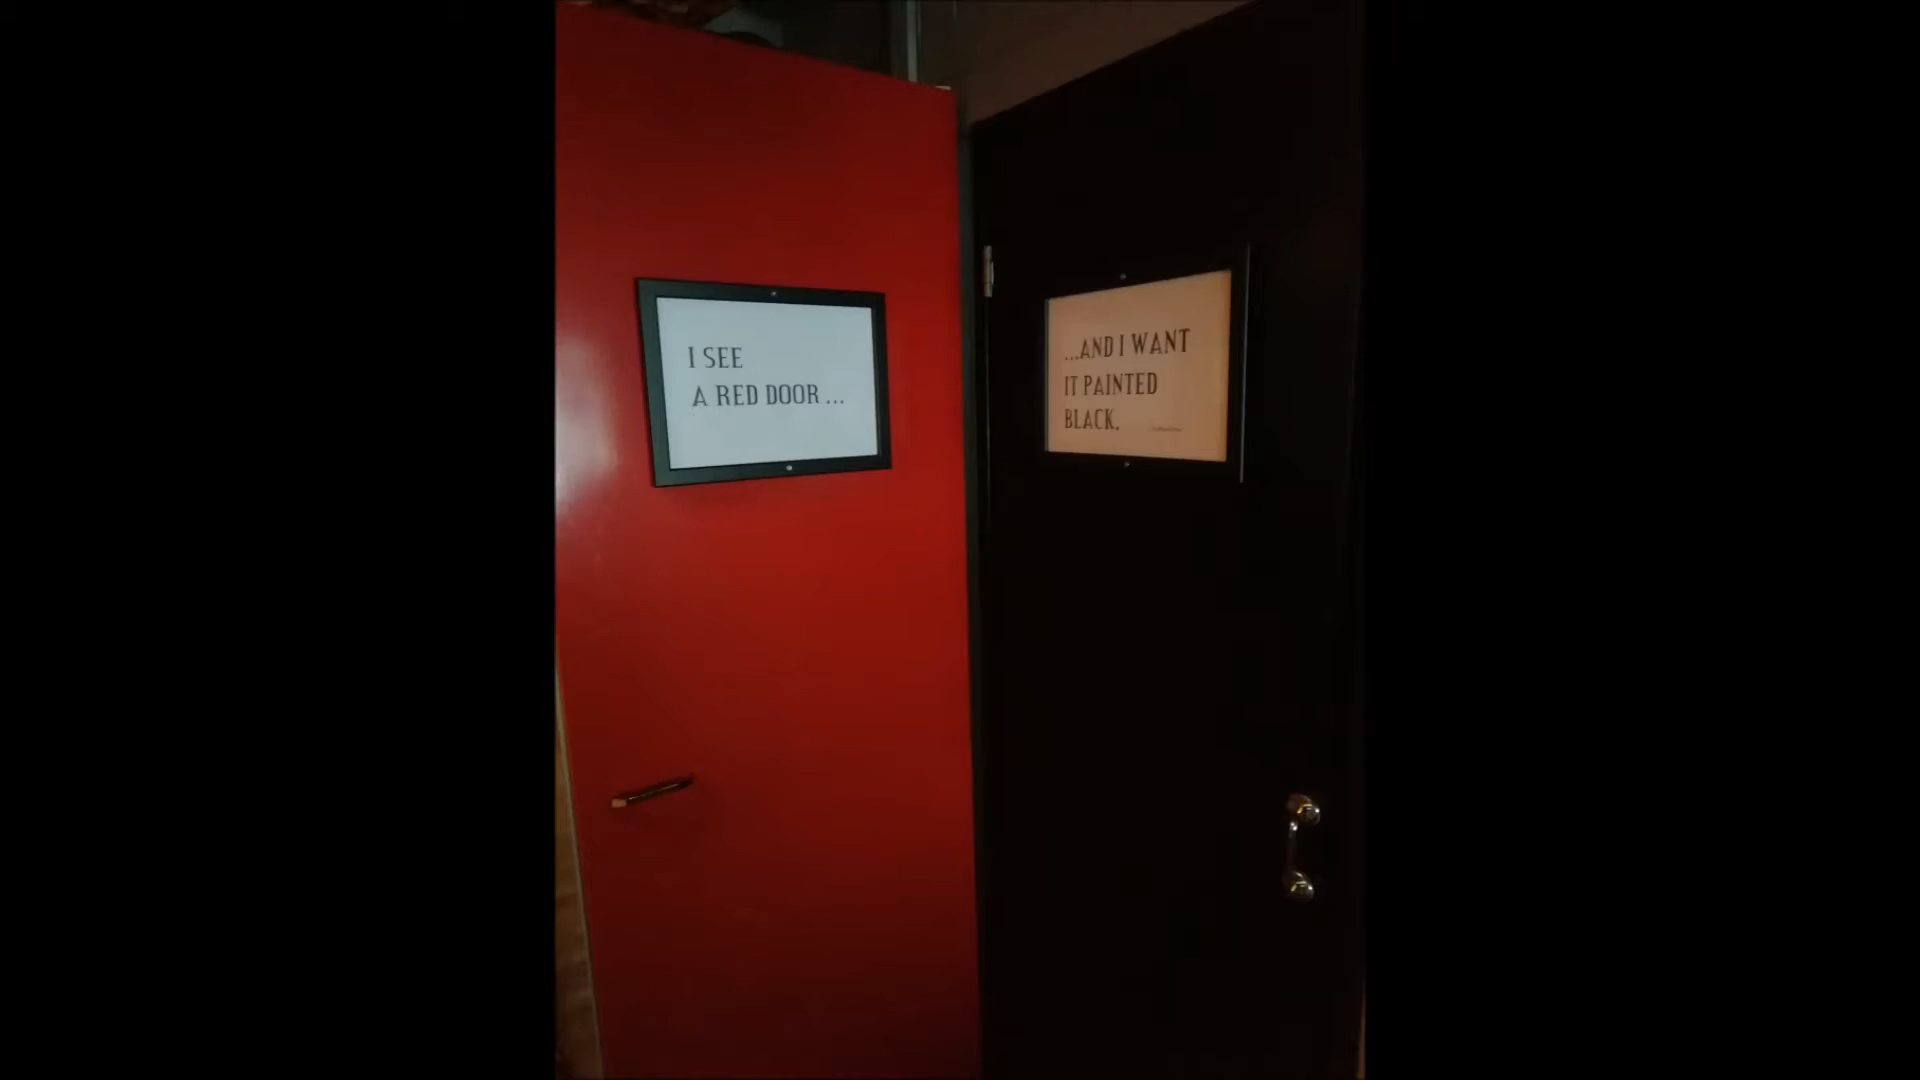 I SEE
A RED DOOR ...
...AND I WANT
IT PAINTED
BLACK.